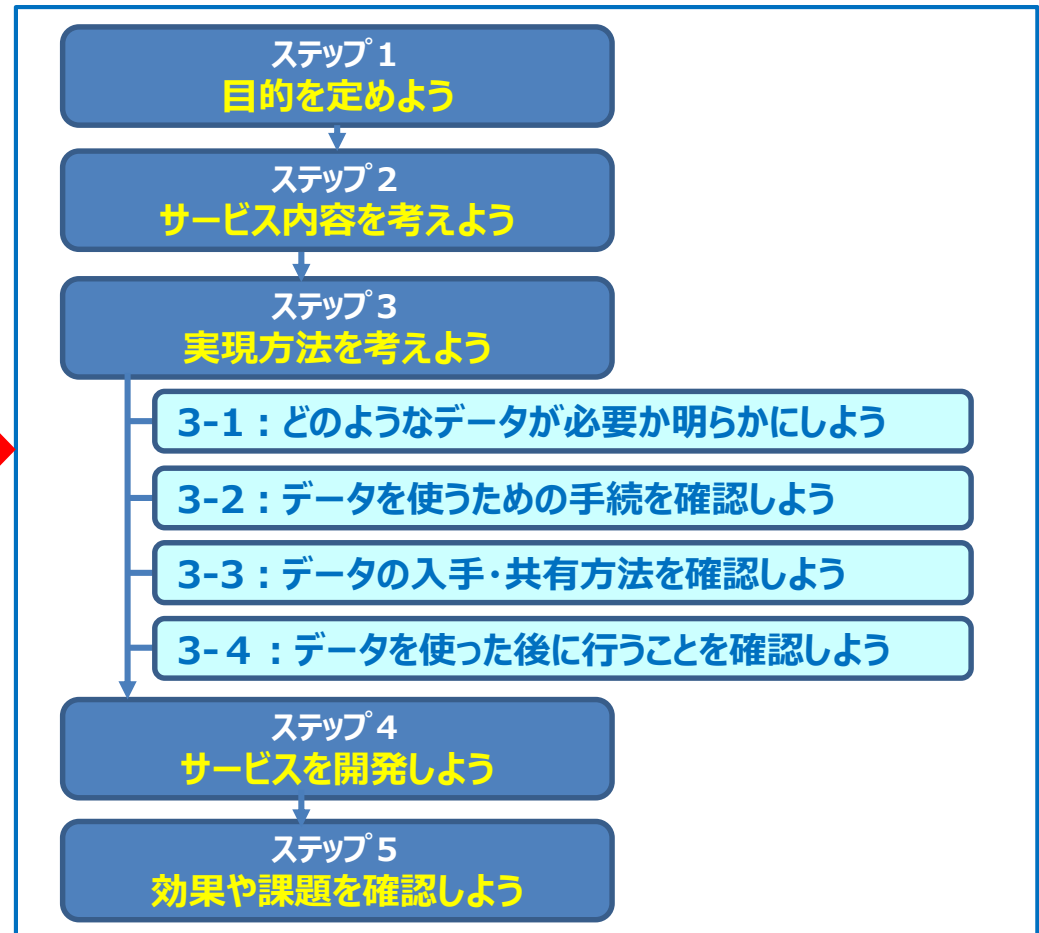 ステップ１
目的を定めよう
ステップ２
サービス内容を考えよう
ステップ３
実現方法を考えよう
3-1：どのようなデータが必要か明らかにしよう
3-2：データを使うための手続を確認しよう
3-3：データの入手・共有方法を確認しよう
3-４：データを使った後に行うことを確認しよう
ステップ４
サービスを開発しよう
ステップ５
効果や課題を確認しよう